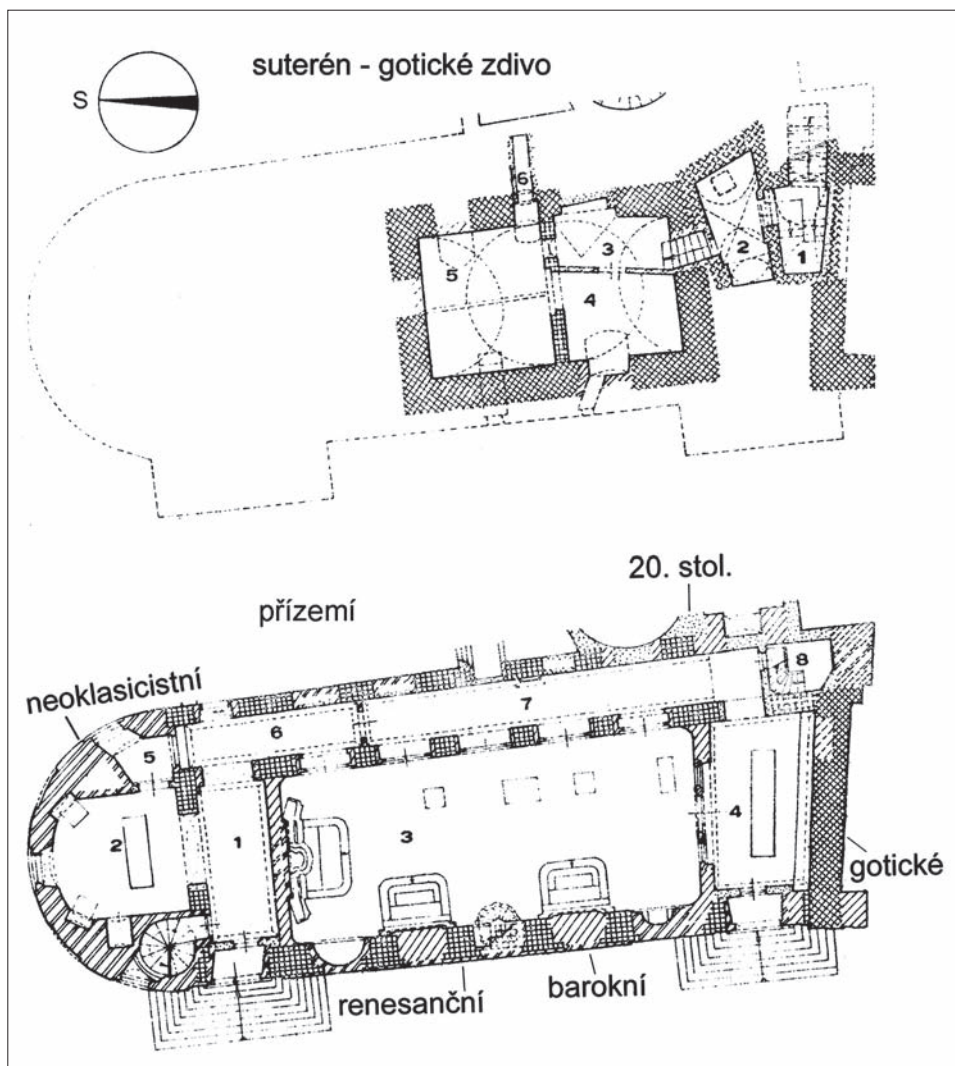 suterén - gotické zdivo
S
6
5
3
4
2
1
20. stol.
přízemí
neoklasicistní
8
7
6
5
4
3
2
1
gotické
barokní
renesanční